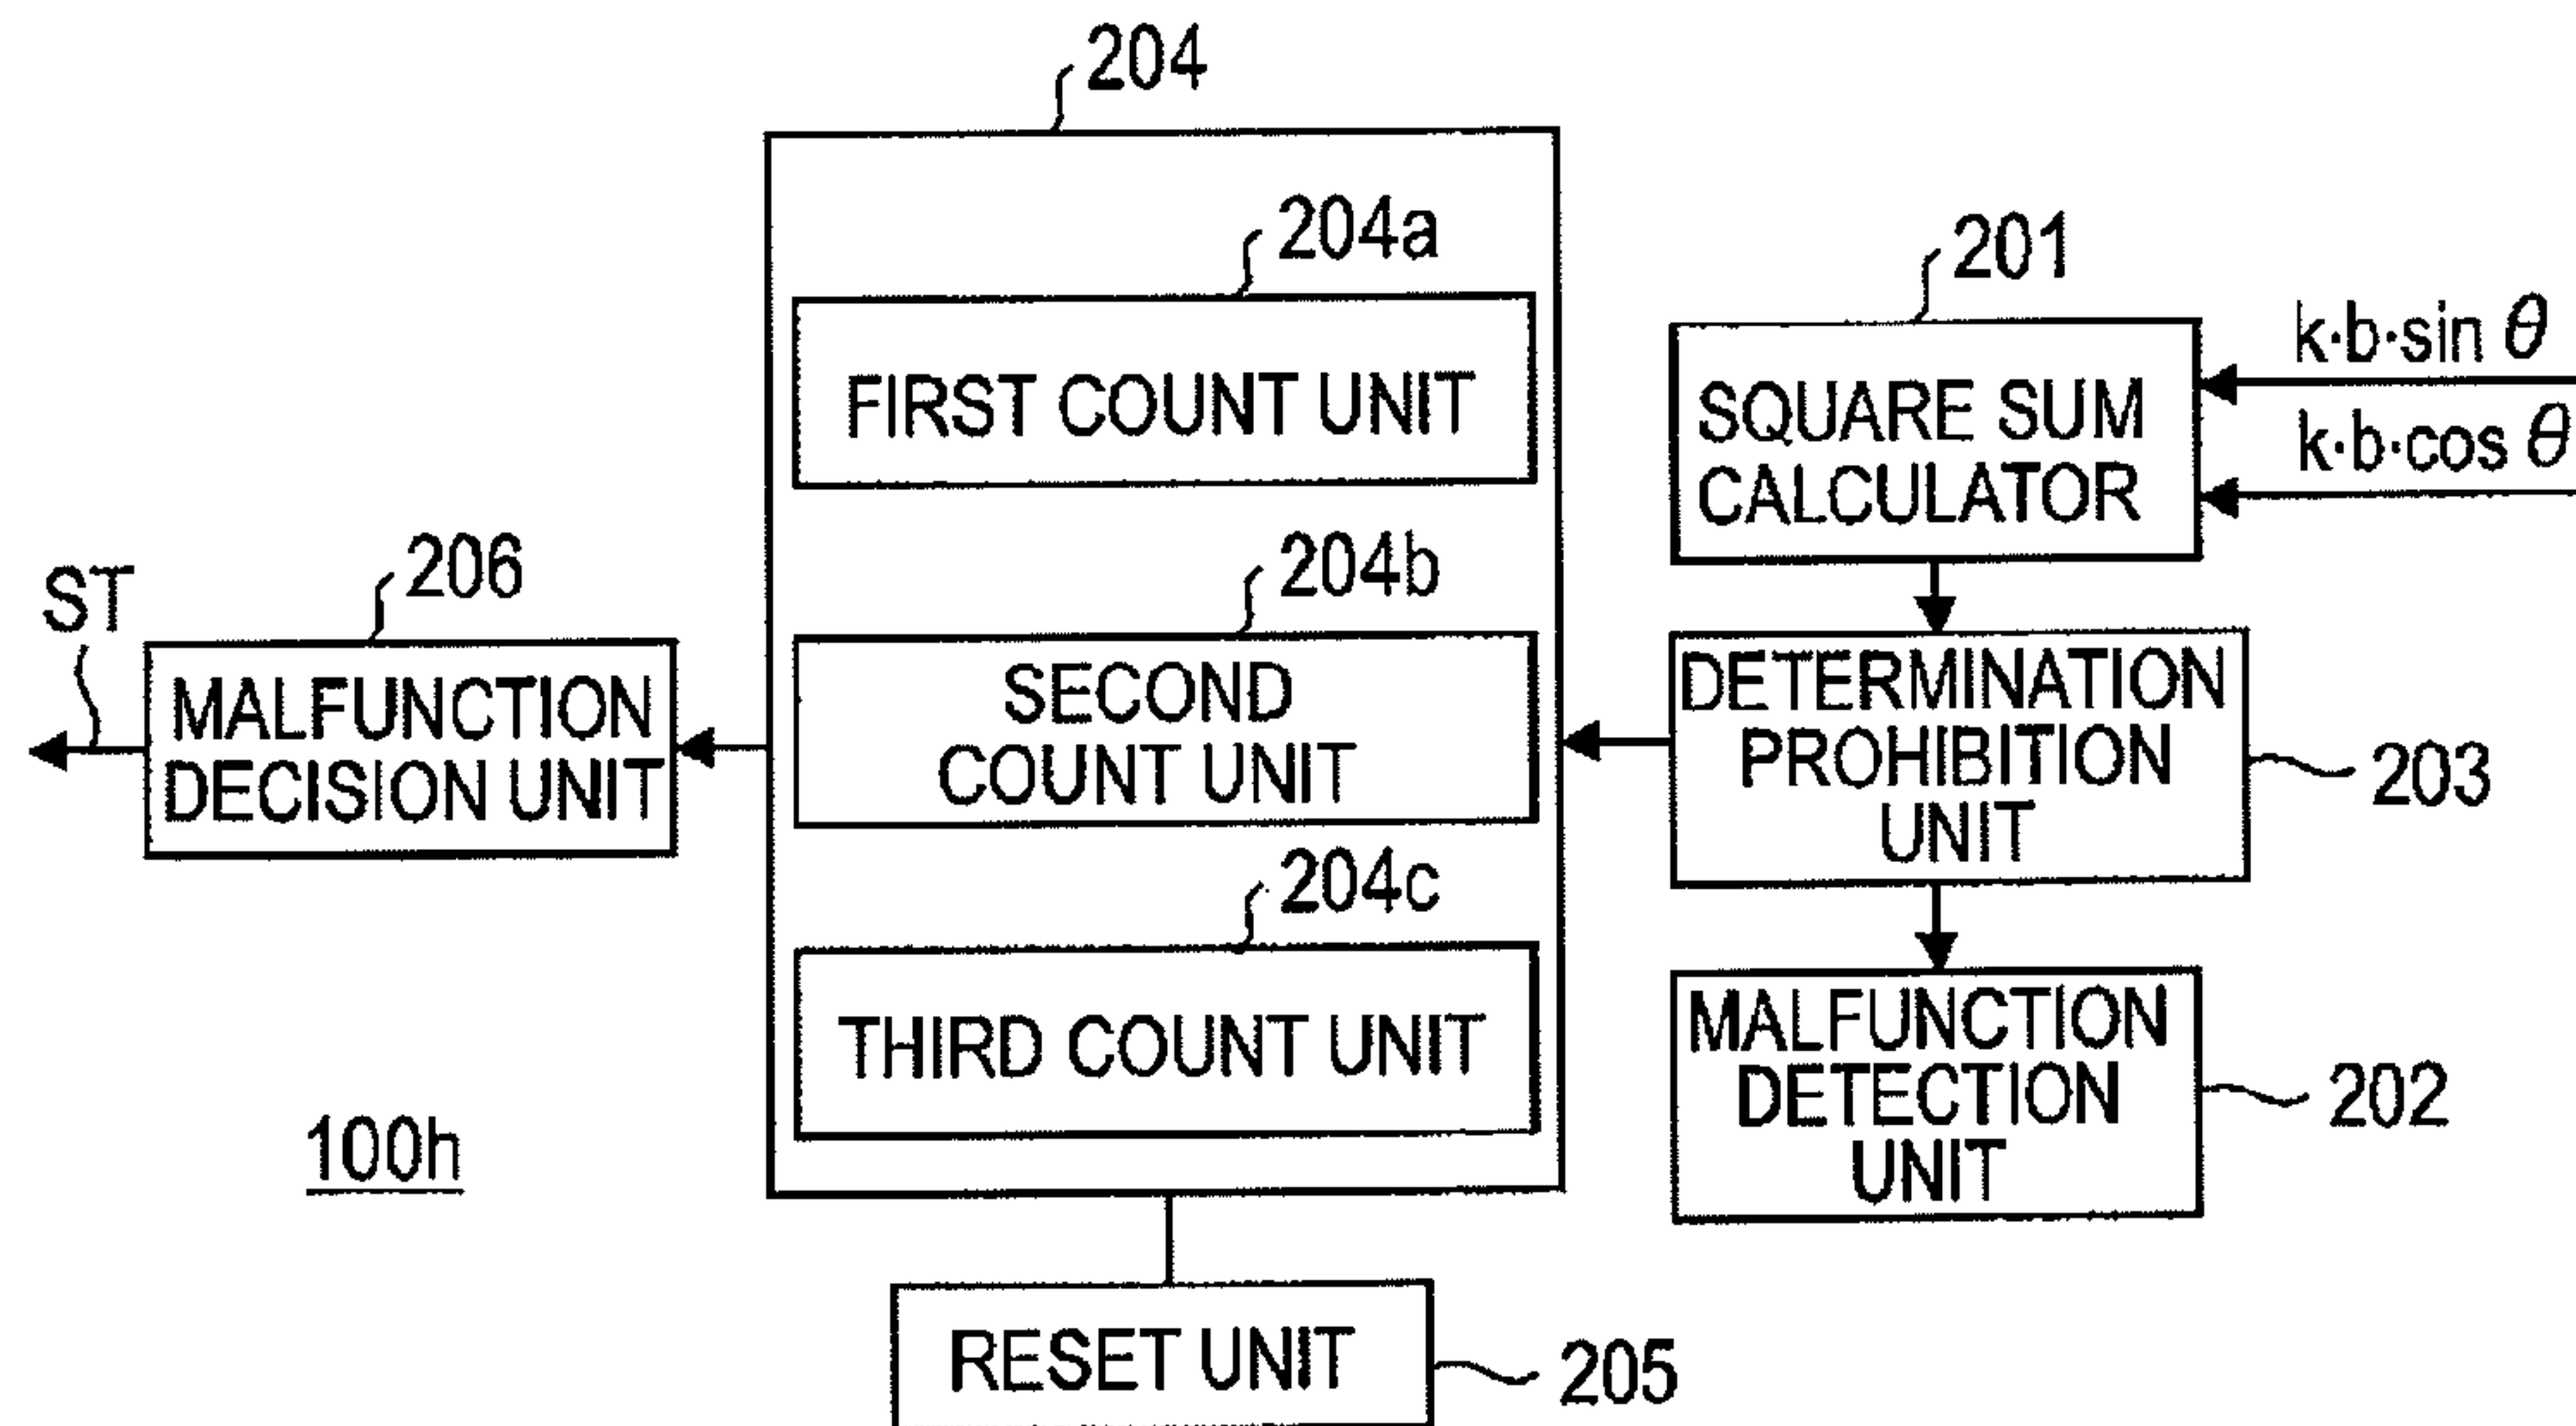 204
204a
FIRST COUNT UNIT
204b
SECOND
COUNT UNIT
204c
THIRD COUNT UNIT
201
SQUARE SUM
CALCULATOR
k·b·sin θ
k·b·cos θ
DETERMINATION
PROHIBITION
UNIT
203
MALFUNCTION
DETECTION
UNIT
202
ST
206
MALFUNCTION
DECISION UNIT
100h
RESET UNIT
205